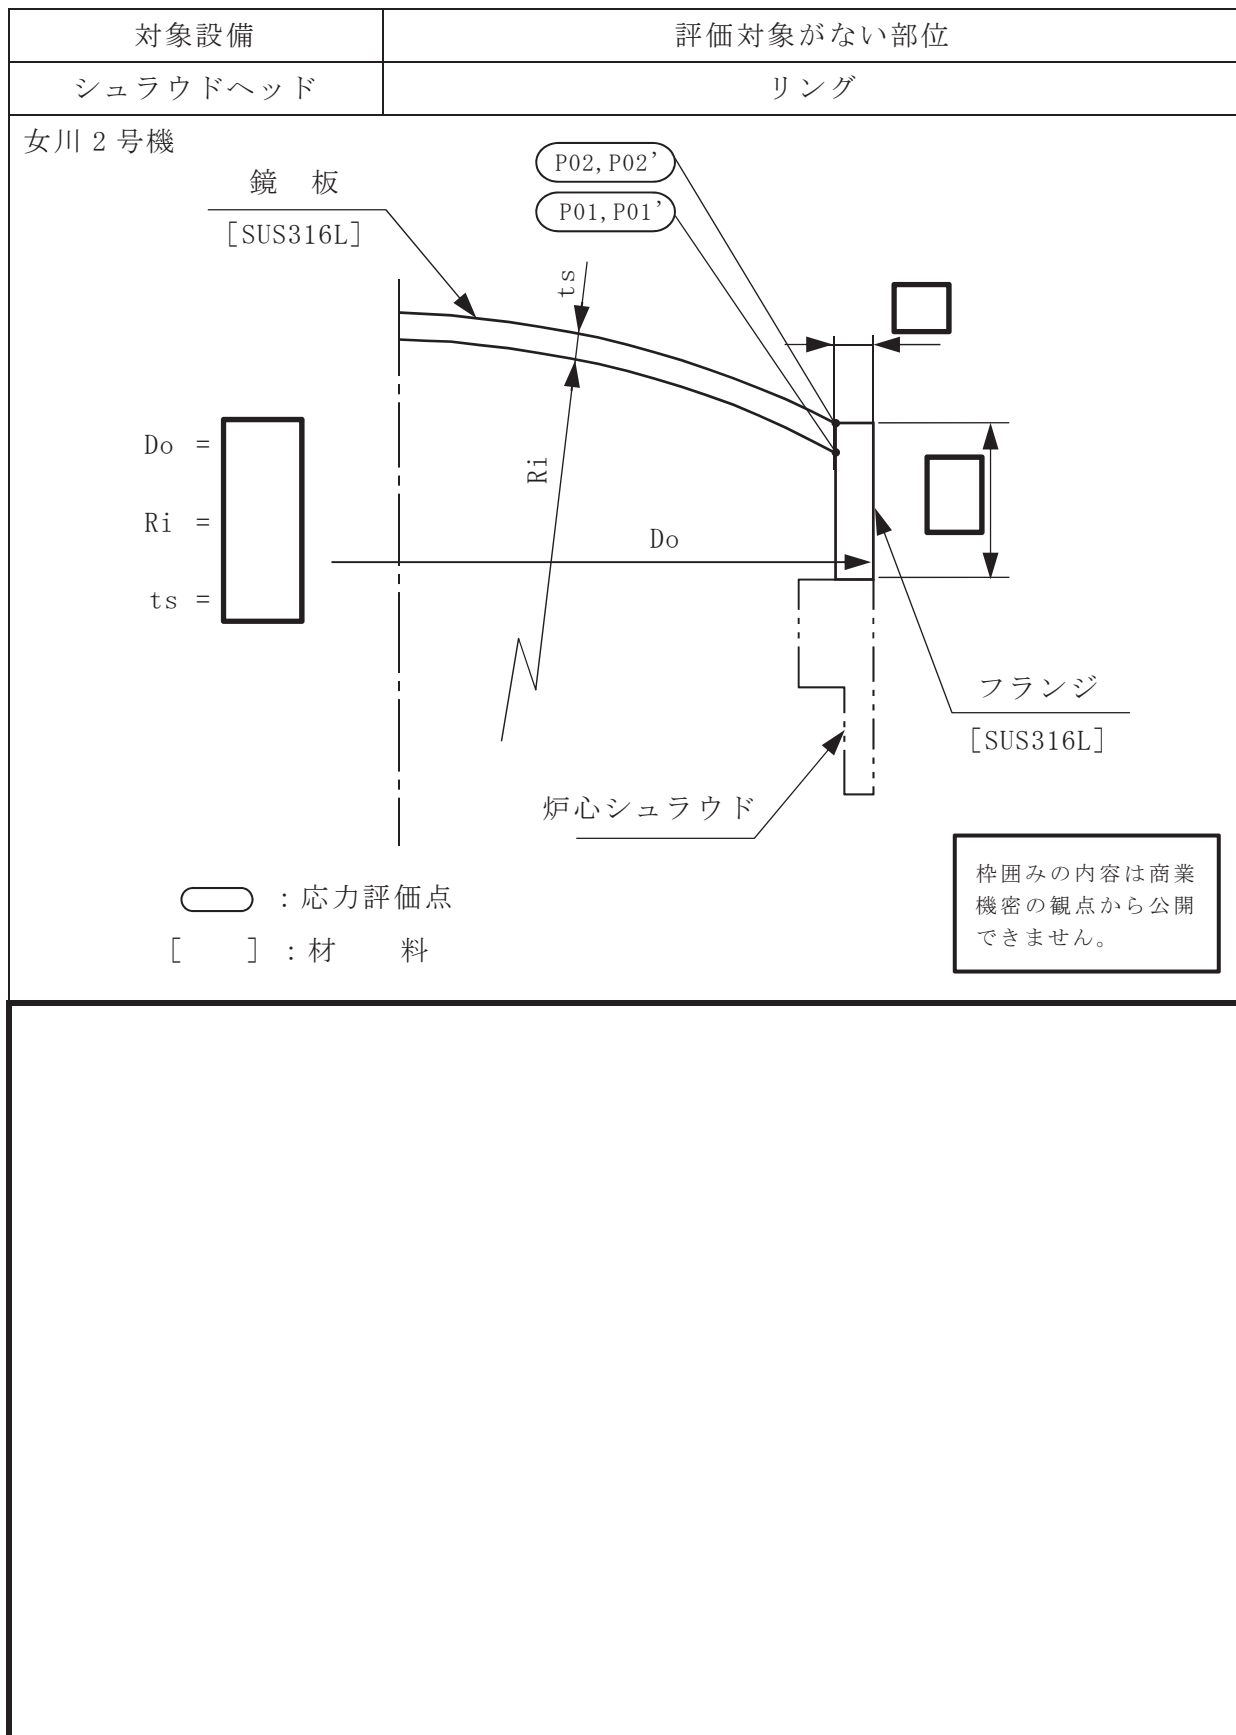 対象設備
評価対象がない部位
シュラウドヘッド
リング
女川2号機
鏡 板
[SUS316L]
P02,P02’
P01,P01’
ts
Ri
Do =
Ri =
ts =
Do
フランジ
[SUS316L]
炉心シュラウド
:応力評価点
[ ]:材 料
枠囲みの内容は商業
機密の観点から公開
できません。